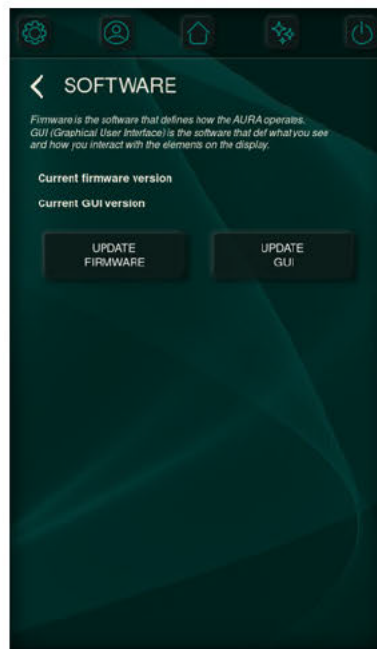 SOFTWARE
Firmware is the software that defines how the AURA operates.
GUI (Graphical User Interface) is the software that def what you see
and how you interact with the elements on the display.
Current firmware version
Current GUI version
UPDATE
FIRMWARE
UPDATE
GUI